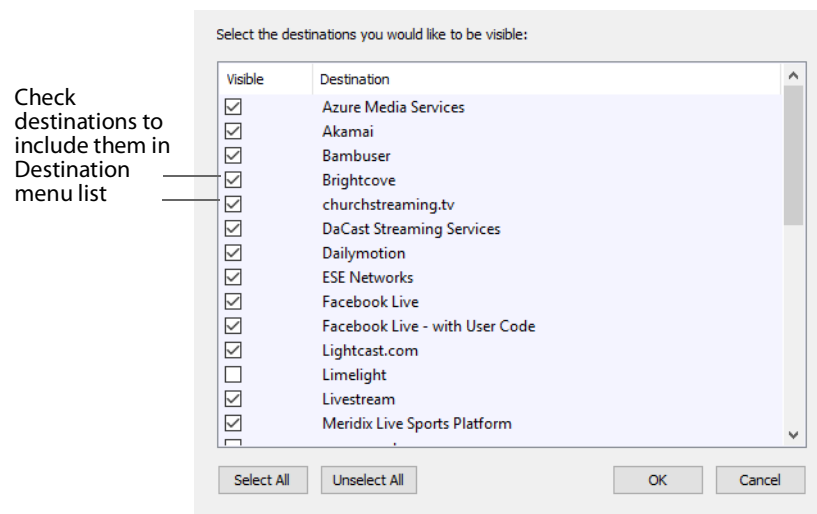 Select the destinations you would like to be visible:
Check
destinations to
include them in
Destination
menu list
Visible Destination
Azure Media Services
Akamai
Bambuser
Brightcove
churchstreaming.tv
DaCast Streaming Services
Dailymotion
ESE Networks
Facebook Live
Facebook Live - with User Code
Lightcast.com
Limelight
Livestream
Meridix Live Sports Platform
Select All Unselect All OK Cancel